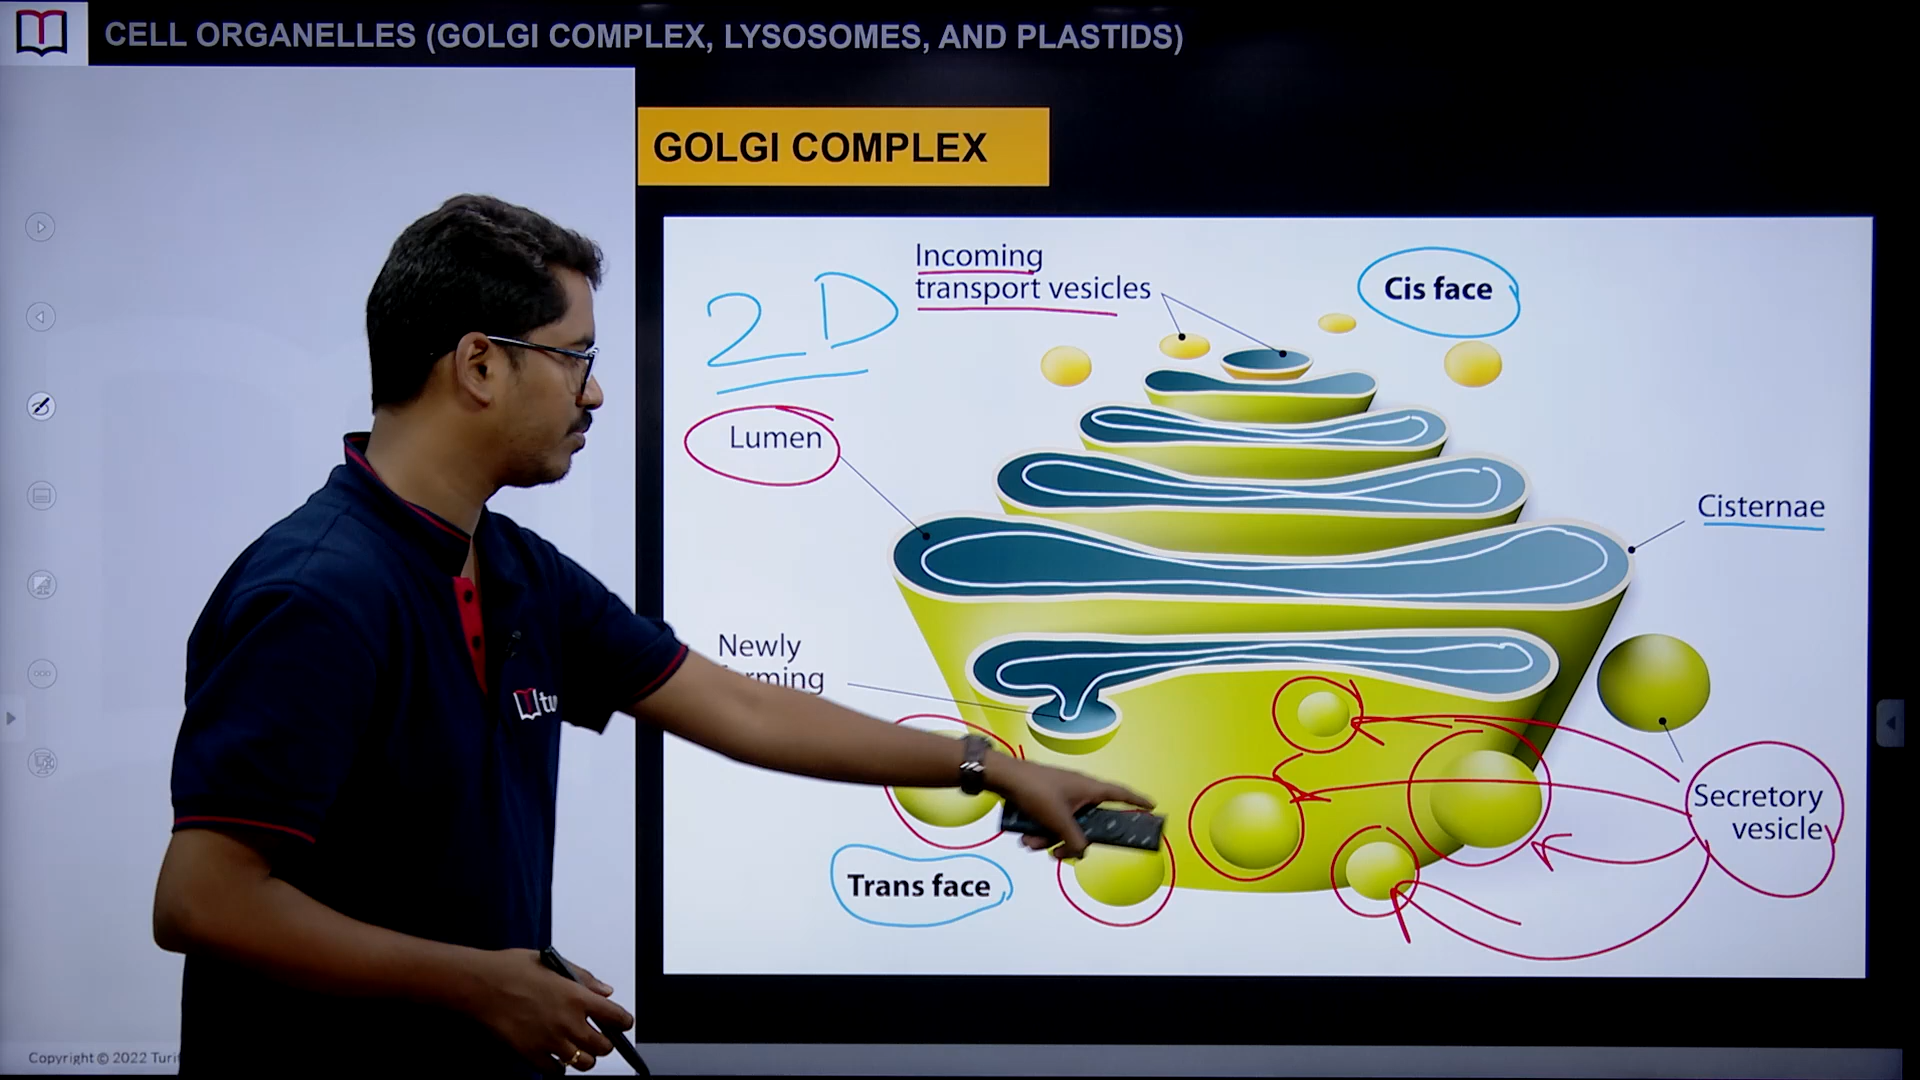 CELL ORGANELLES (GOLGI COMPLEX, LYSOSOMES, AND PLASTIDS)
GOLGI COMPLEX
Incoming
transport vesicles
Cis face
2D
Lumen
Cisternae
Newly
Secretory
vesicle
Trans face
Copyright © 2022